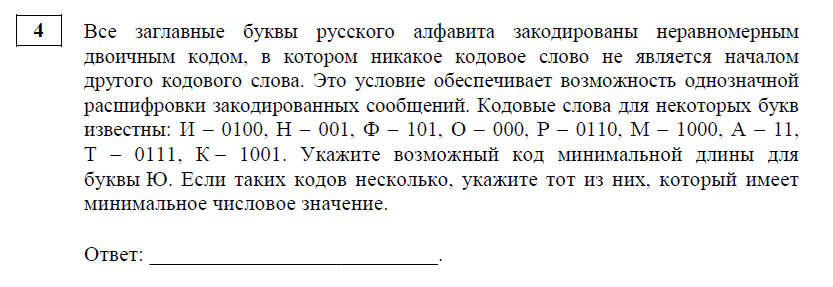 4
Все заглавные буквы русского алфавита закодированы неравномерным
двоичным кодом, в котором никакое кодовое слово не является началом
другого кодового слова. Это условие обеспечивает возможность однозначной
расшифровки закодированных сообщений. Кодовые слова для некоторых букв
известны: И – 0100, Н – 001, Ф – 101, О – 000, Р – 0110, М – 1000, А – 11,
Т – 0111, К – 1001. Укажите возможный код минимальной длины для
буквы Ю. Если таких кодов несколько, укажите тот из них, который имеет
минимальное числовое значение.
Ответ: ___________________________.